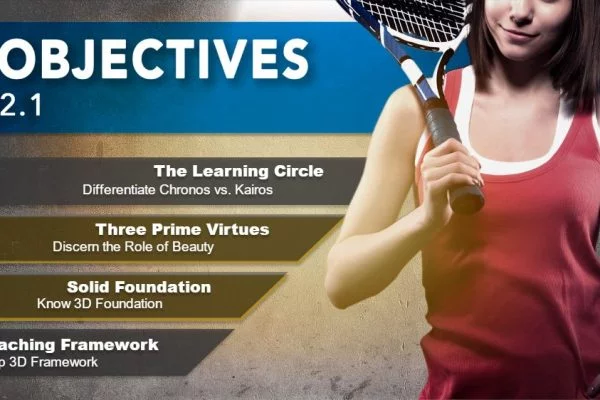 OBJECTIVES
2.1
The Learning Circle
Differentiate Chronos vs. Kairos
Three Prime Virtues
Discern the Role of Beauty
Solid Foundation
Know 3D Foundation
Framework
3D Framework